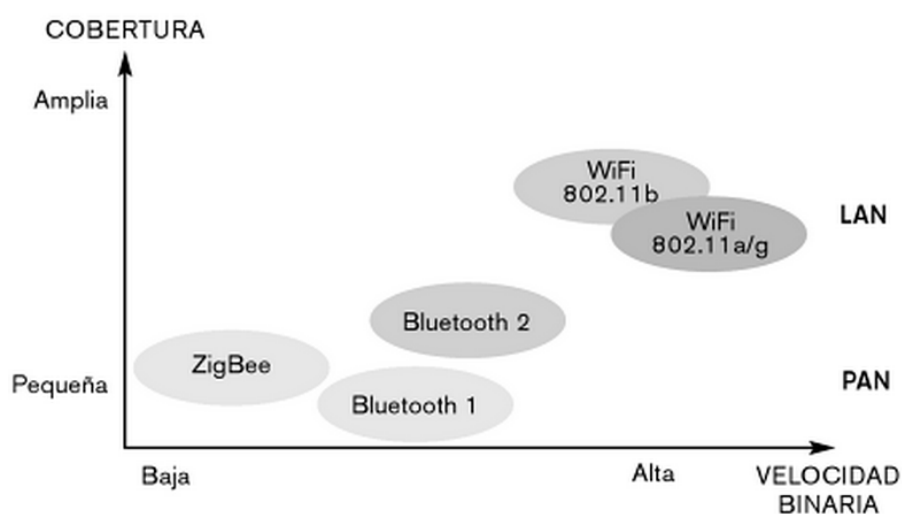 COBERTURA
Amplia
WiFi
802.11b
WiFi
802.11a/g
LAN
Bluetooth 2
ZigBee
Pequeña
Bluetooth 1
PAN
Baja
Alta
VELOCIDAD
BINARIA